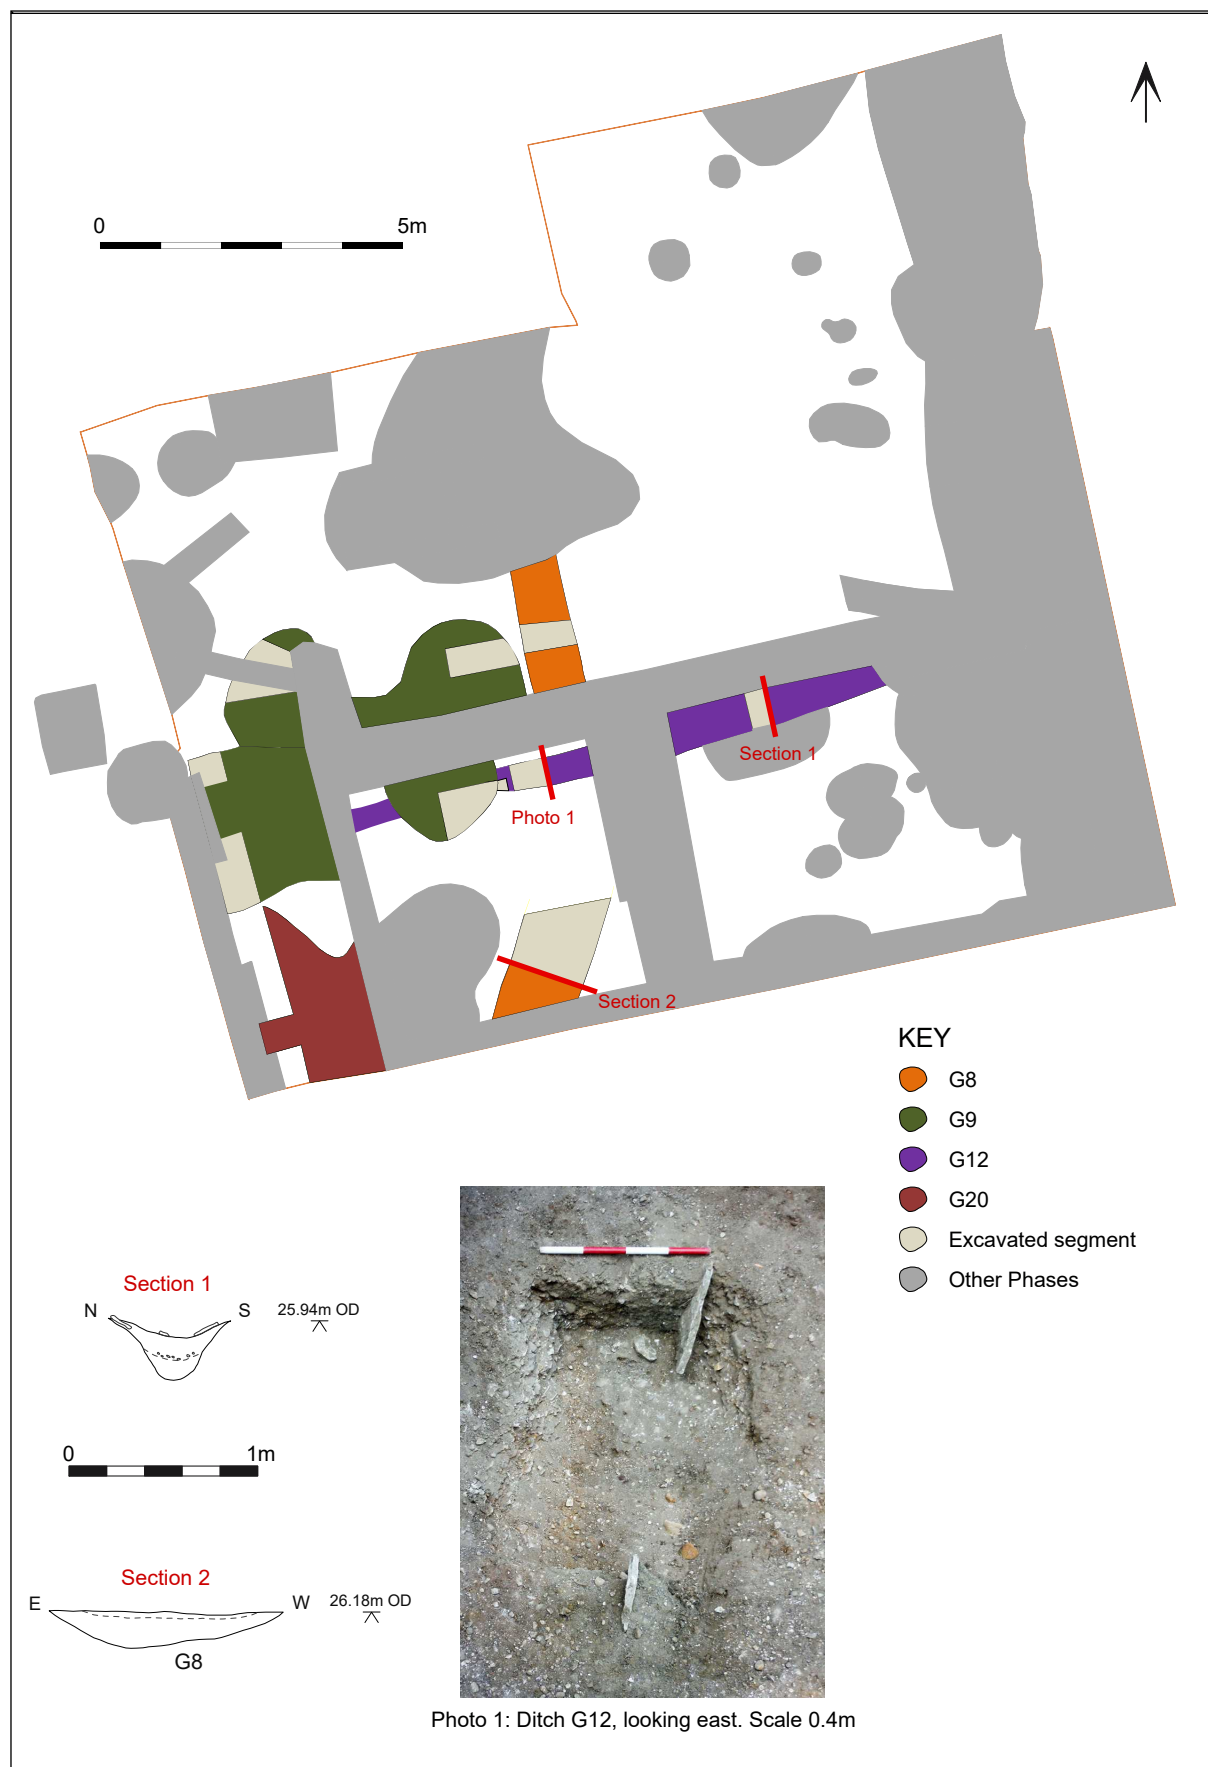 0 5m
Section 1
Photo 1
Section 2
KEY
G8
G9
G12
G20
Excavated segment
Other Phases
Section 1
N S 25.94m OD
0 1m
Section 2
E W 26.18m OD
G8
Photo 1: Ditch G12, looking east. Scale 0.4m